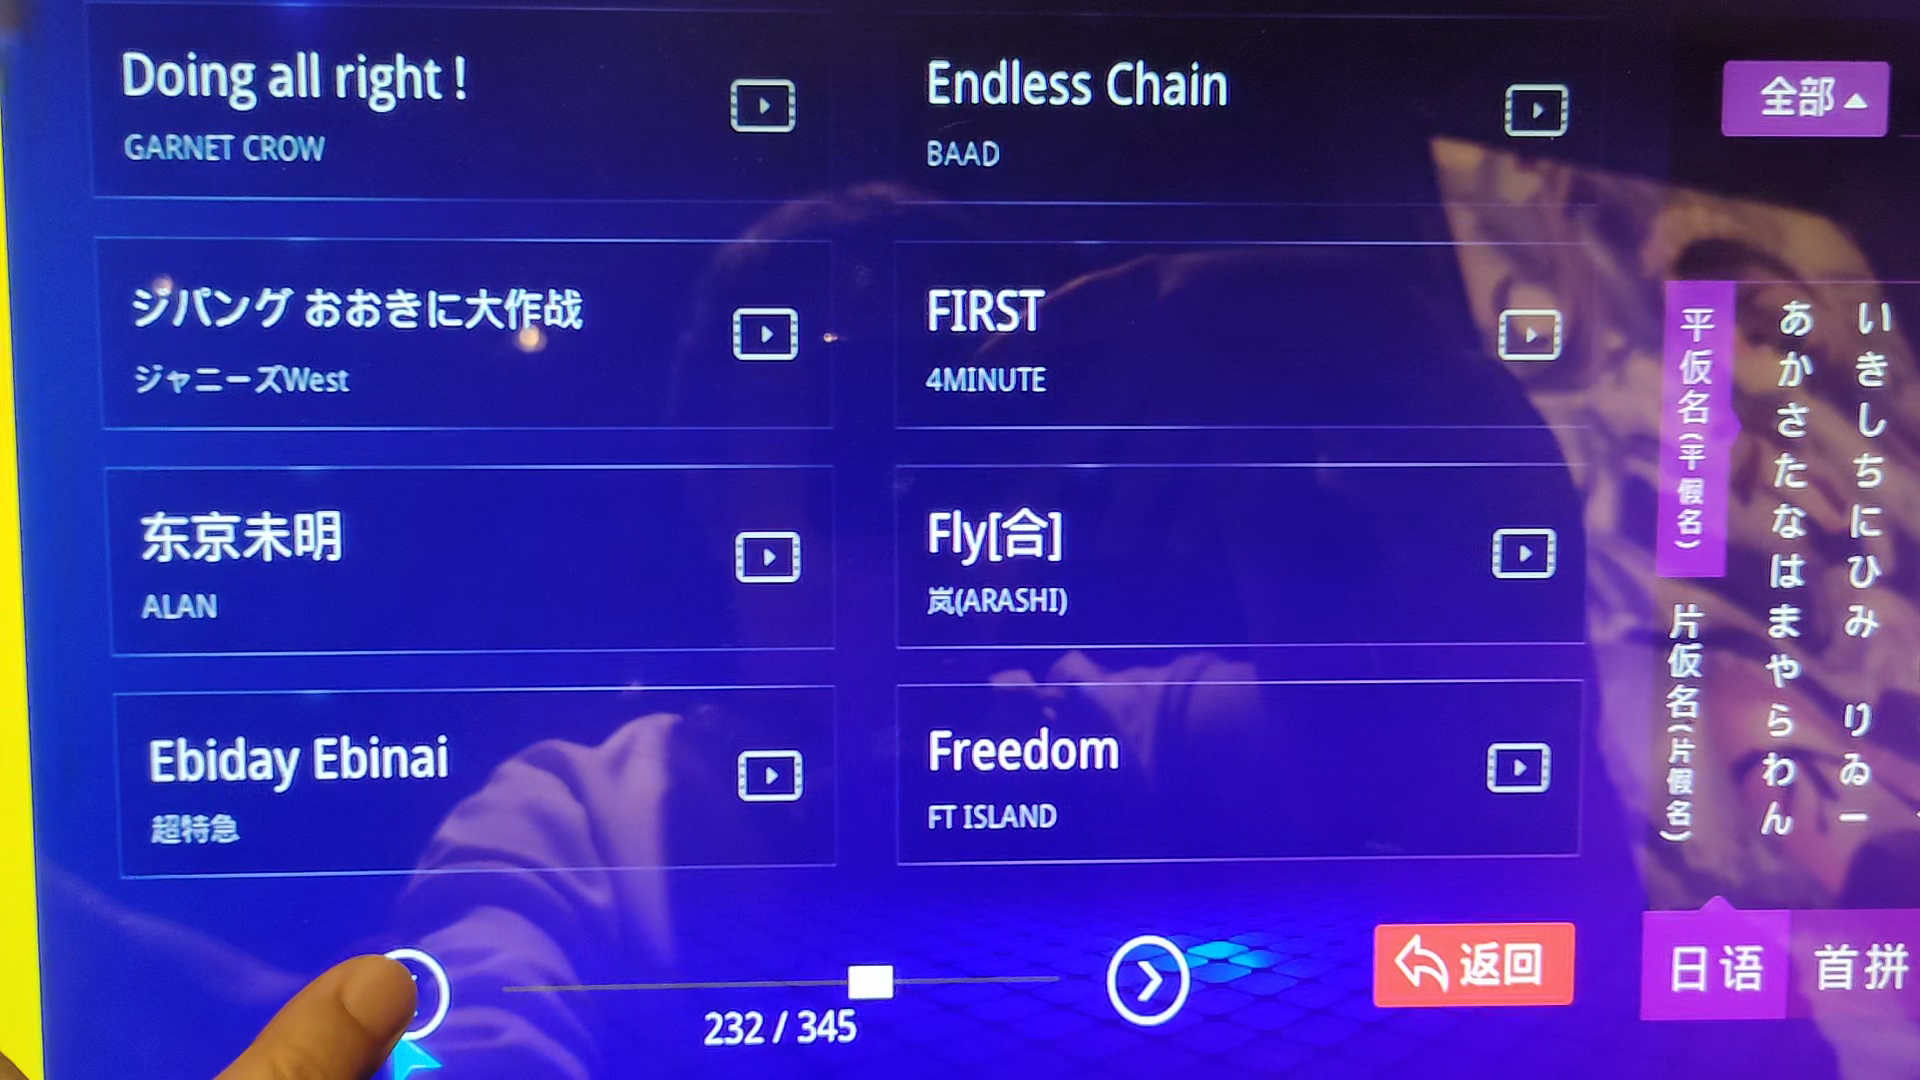 Doing all right !
GARNET CROW
Endless Chain
BAAD
ジパング おおきに大作战
ジャニーズWest
FIRST
4MINUTE
东京未明
ALAN
Fly[合]
岚(ARASHI)
Ebiday Ebinai
超特急
Freedom
FT ISLAND
232 / 345
返回
全部
平仮名(平假名)
片仮名(片假名)
あかさたなはまやらわん
いきしちにひみ りゐー
日语
首拼